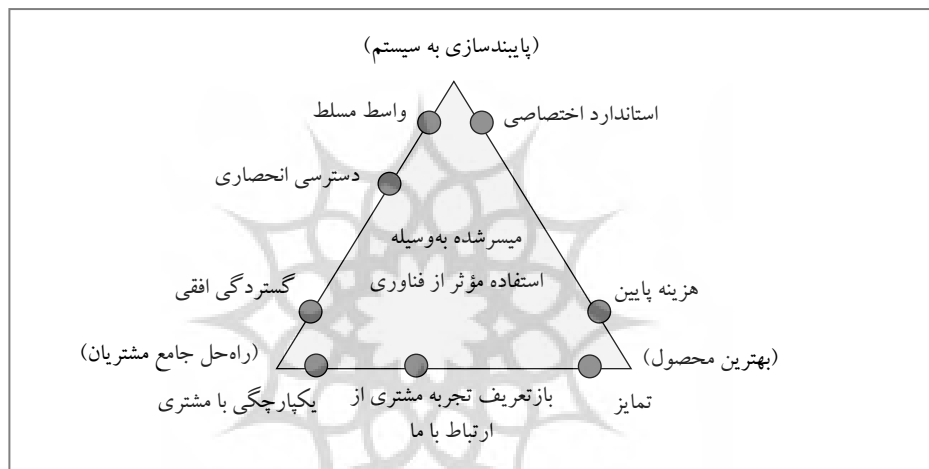 (پایبندسازی به سیستم)
استاندارد اختصاصی
واسط مسلط
دسترسی انحصاری
میسرشده به‌وسیله
استفاده مؤثر از فناوری
هزینه پایین
گستردگی افقی
(بهترین محصول)
(راه‌حل جامع مشتریان)
تمایز
بازتعریف تجربه مشتری از
ارتباط با ما
یکپارچگی با مشتری